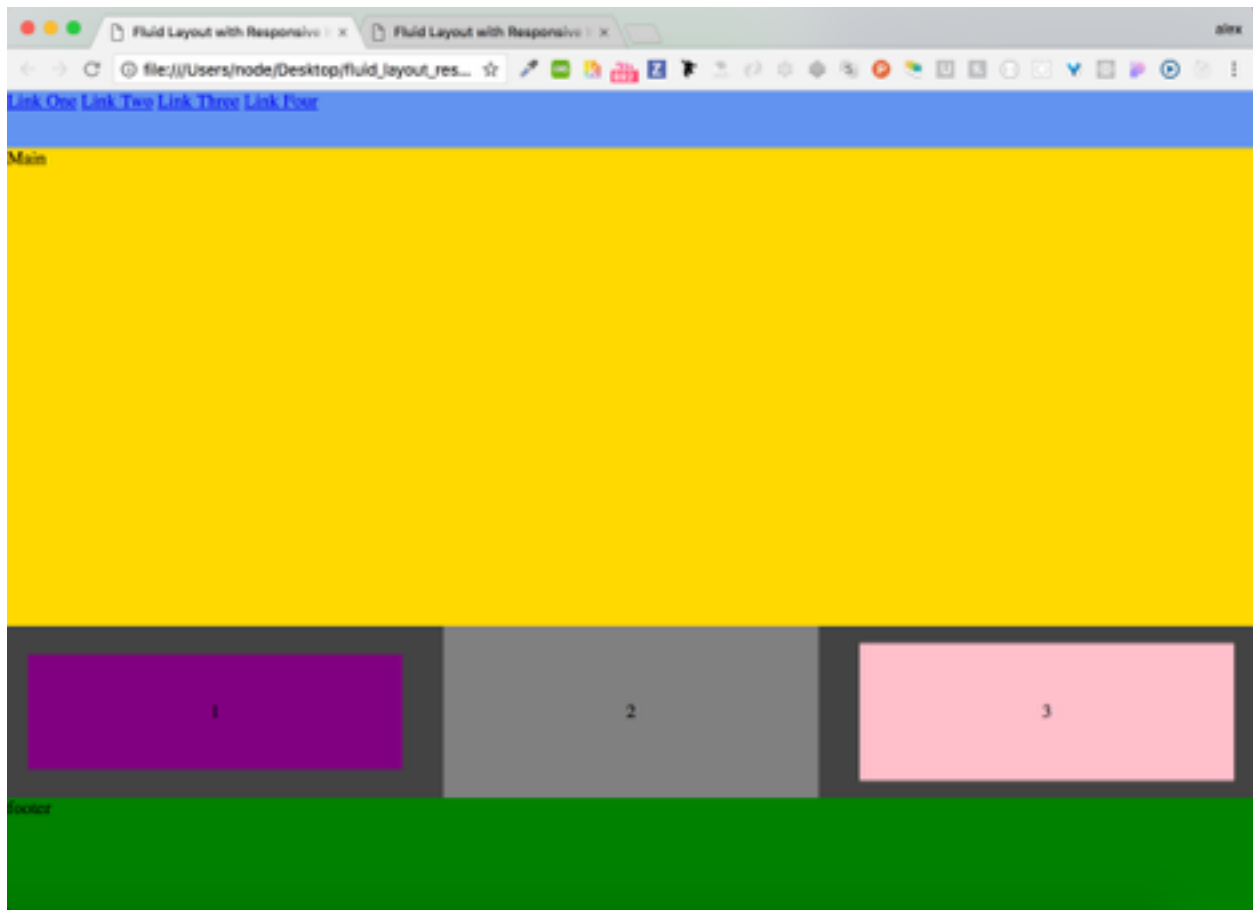 Fluid Layout with Responsive
Fluid Layout with Responsive
alex
file:///Users/node/Desktop/fluid_layout_res...
Link One Link Two Link Three Link Four
Main
1
2
3
footer